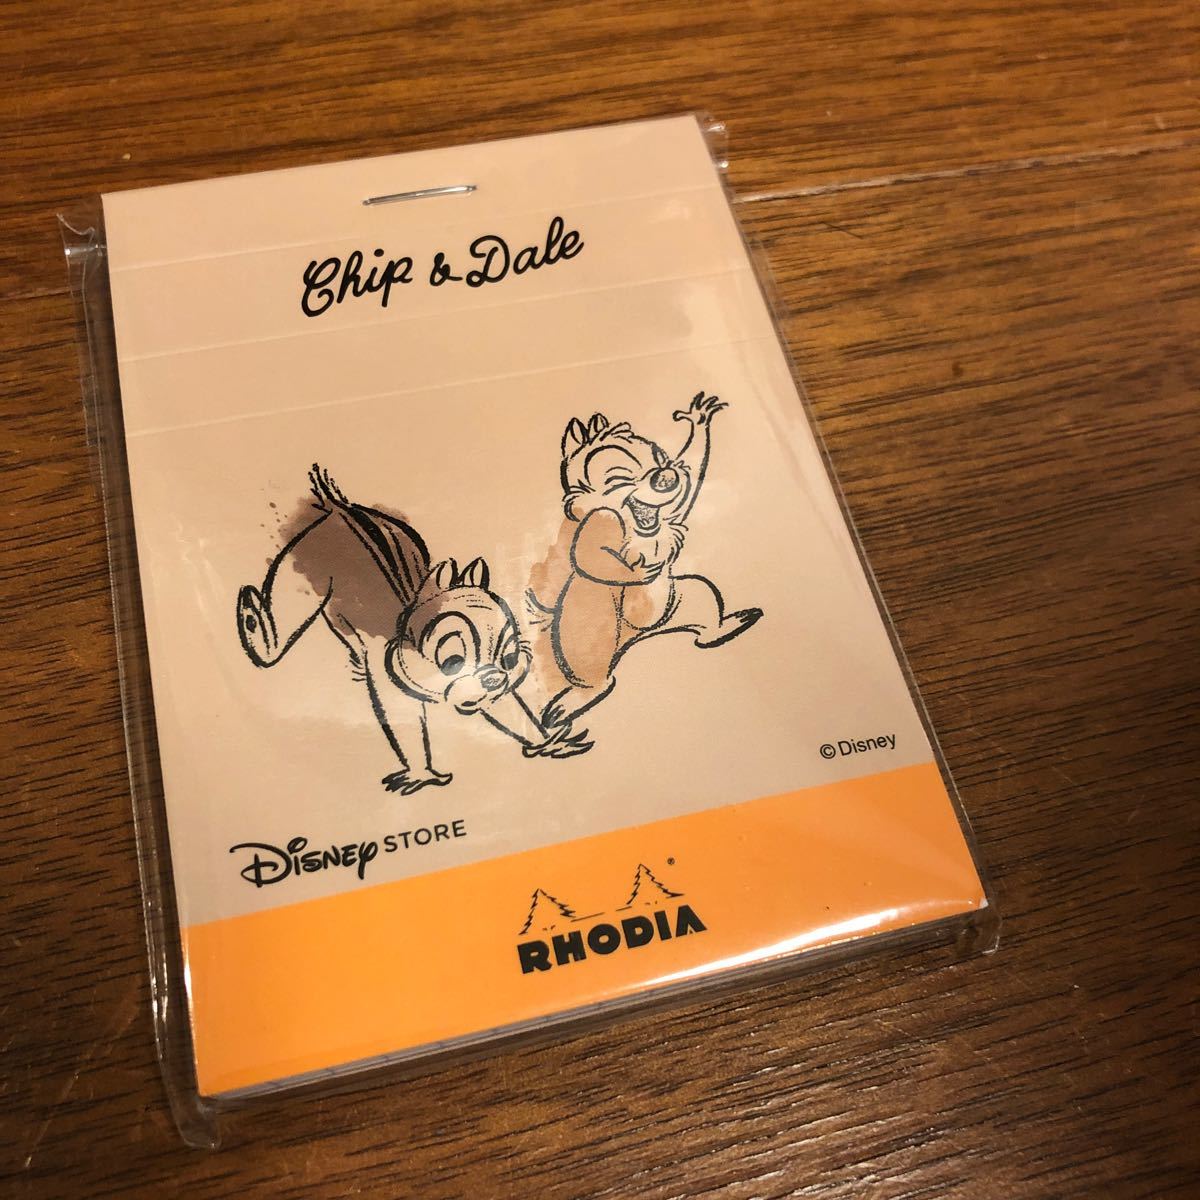 Chip & Dale
© Disney
Disney STORE
RHODIA®